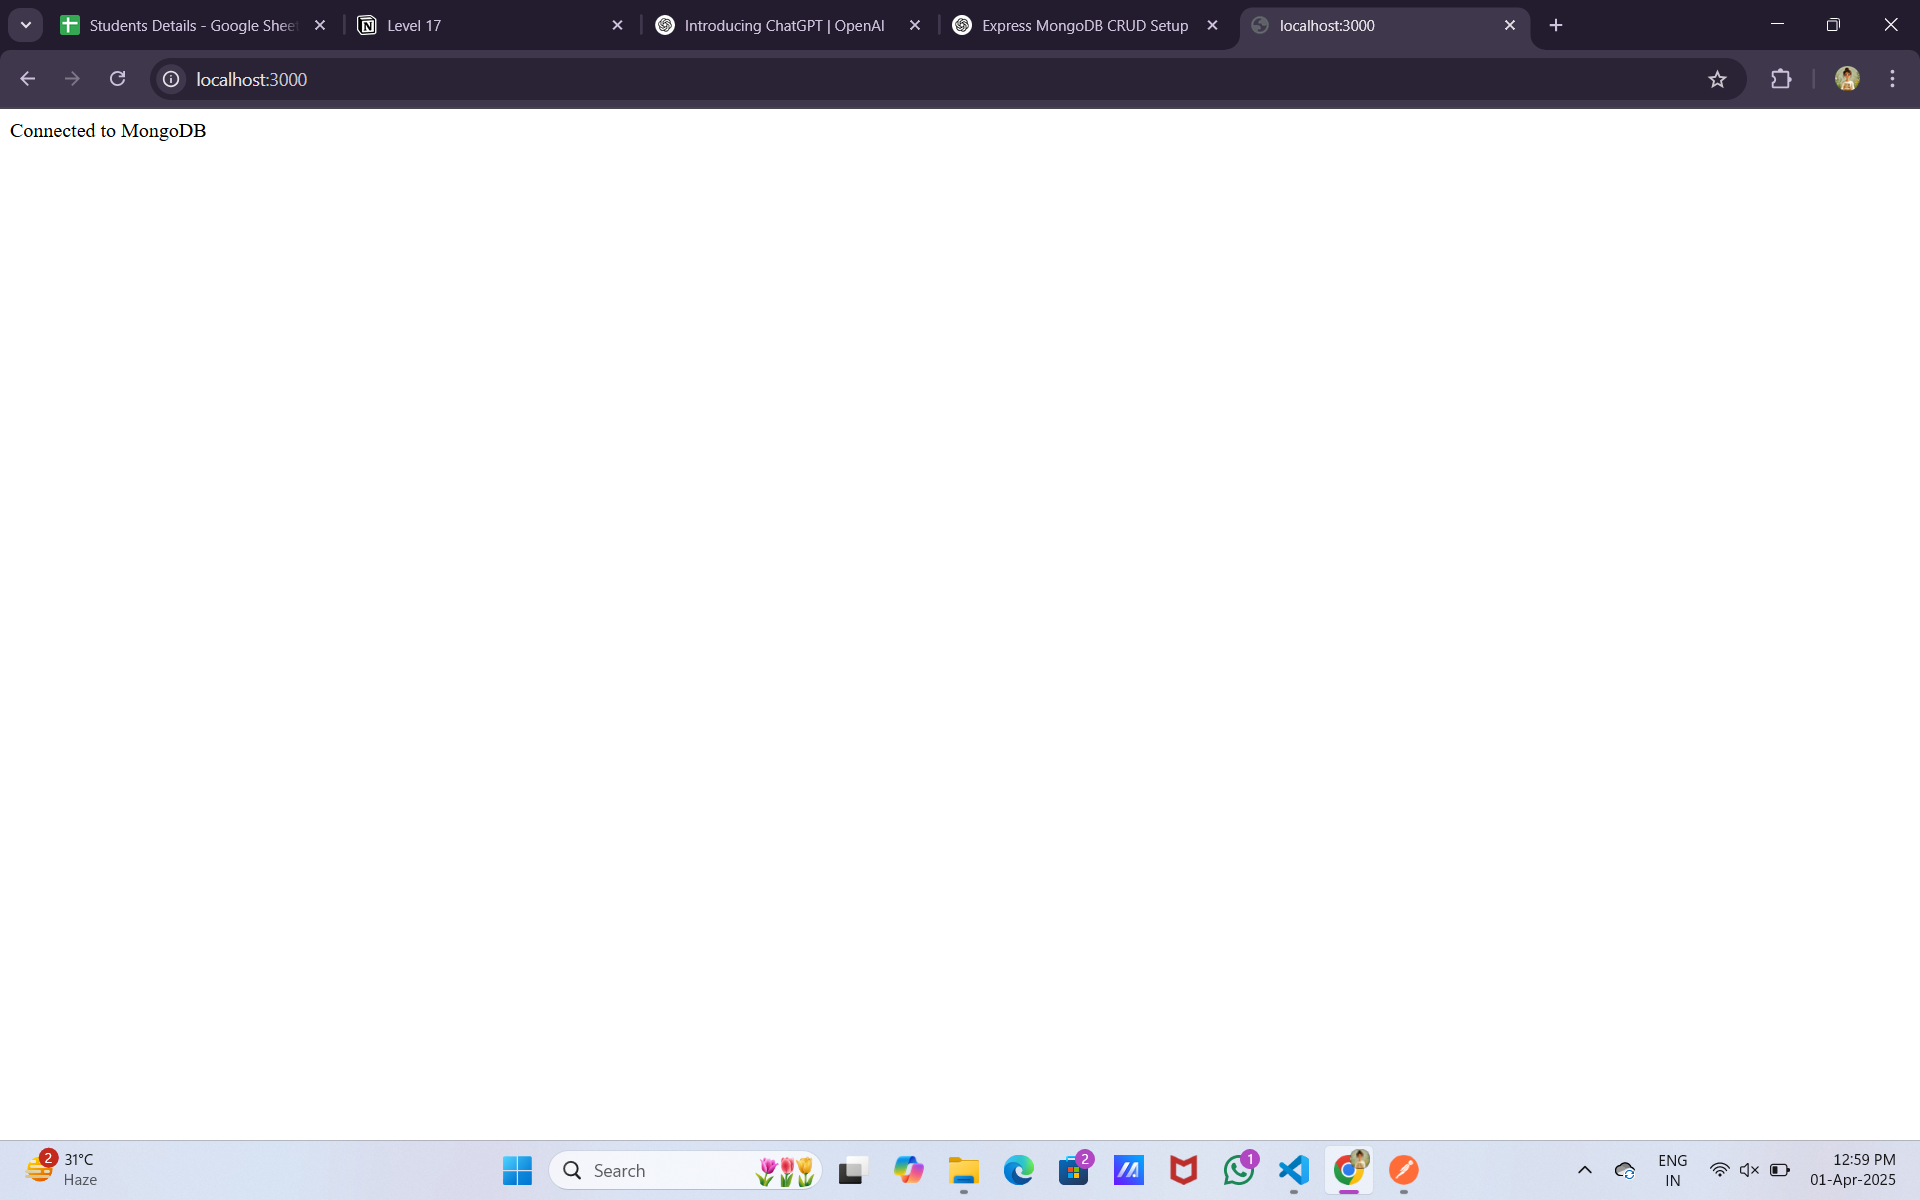 Students Details - Google Sheet
Level 17
Introducing ChatGPT | OpenAI
Express MongoDB CRUD Setup
localhost:3000
localhost:3000
Connected to MongoDB
2
31°C
Haze
Search
2
1
ENG
IN
12:59 PM
01-Apr-2025